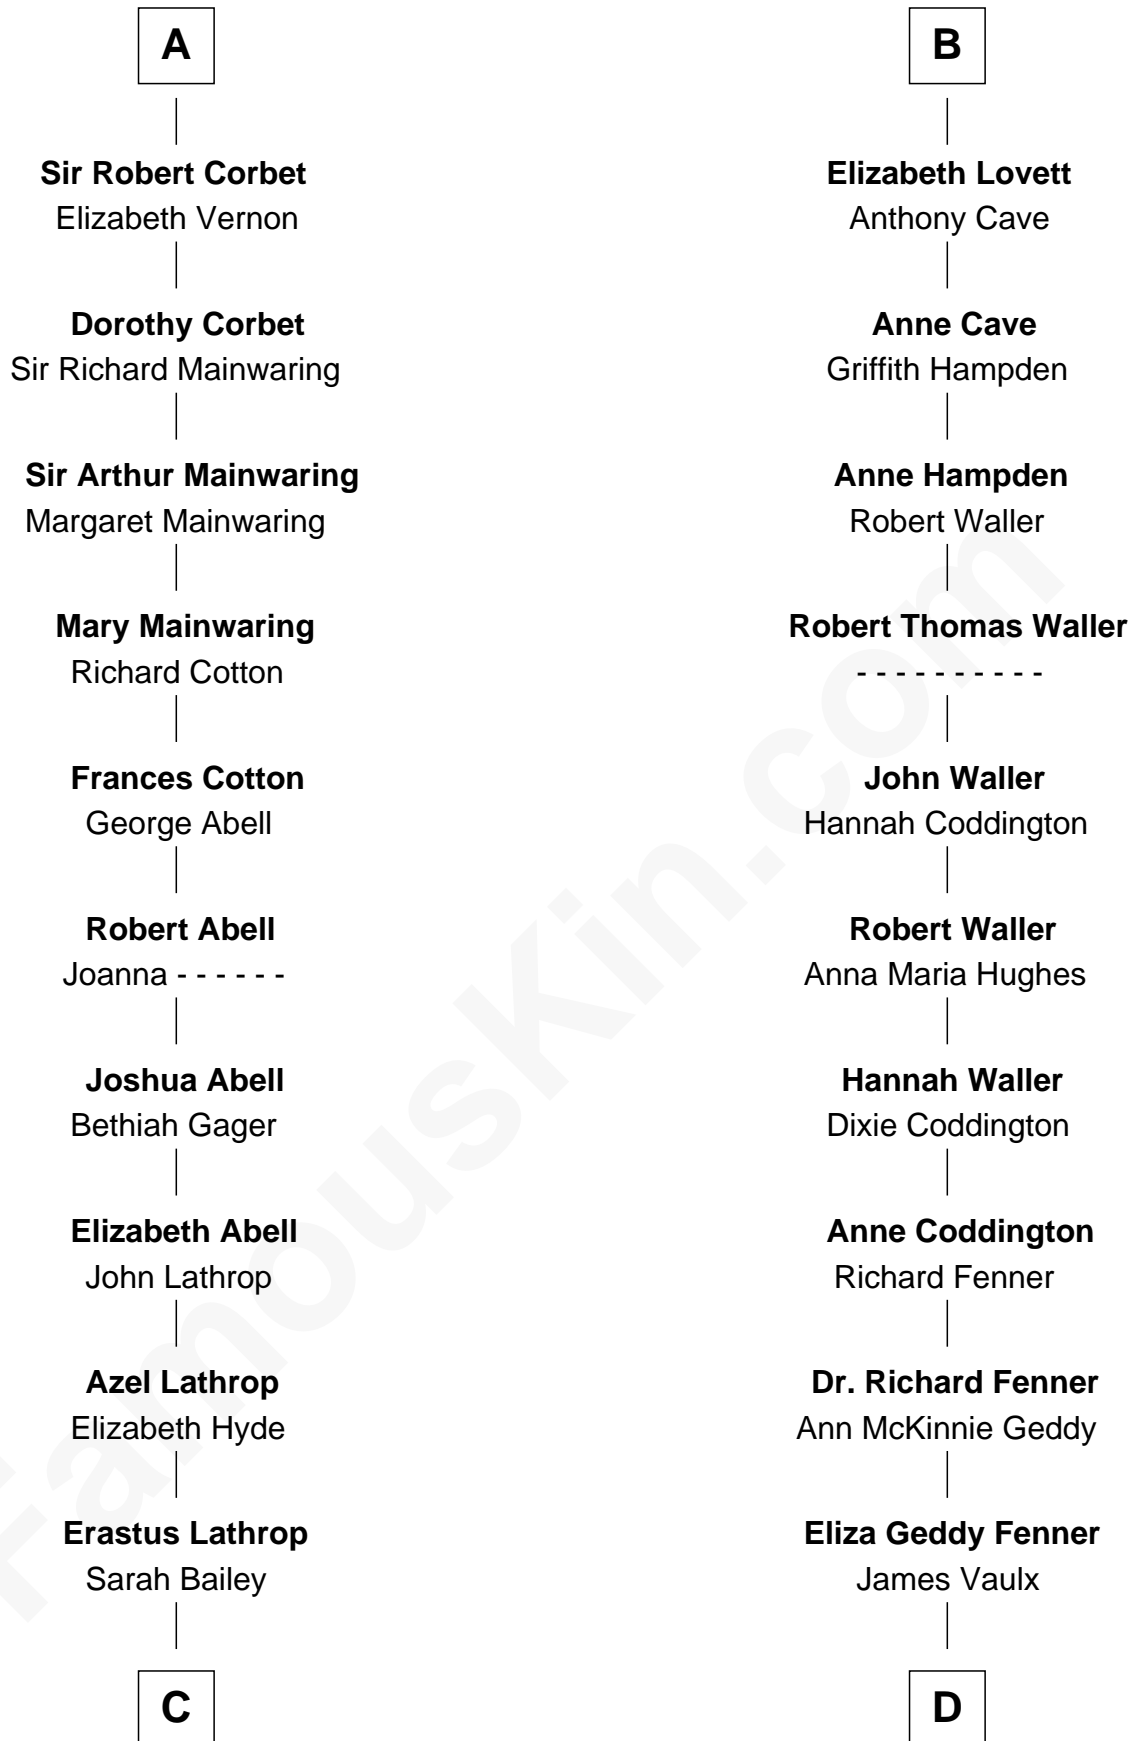 A
Sir Robert Corbet
Elizabeth Vernon
Dorothy Corbet
Sir Richard Mainwaring
Sir Arthur Mainwaring
Margaret Mainwaring
Mary Mainwaring
Richard Cotton
Frances Cotton
George Abell
Robert Abell
Joanna - - - - - -
Joshua Abell
Bethiah Gager
Elizabeth Abell
John Lathrop
Azel Lathrop
Elizabeth Hyde
Erastus Lathrop
Sarah Bailey
C
B
Elizabeth Lovett
Anthony Cave
Anne Cave
Griffith Hampden
Anne Hampden
Robert Waller
Robert Thomas Waller
- - - - - - - - - -
John Waller
Hannah Coddington
Robert Waller
Anna Maria Hughes
Hannah Waller
Dixie Coddington
Anne Coddington
Richard Fenner
Dr. Richard Fenner
Ann McKinnie Geddy
Eliza Geddy Fenner
James Vaulx
D
FamousKin.com